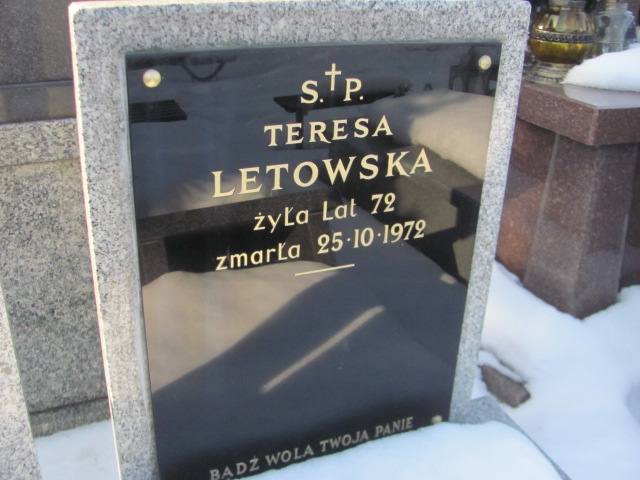 S.†P.
TERESA
LETOWSKA
żyła Lat 72
zmarła 25·10·1972
BĄDŹ WOLA TWOJA PANIE